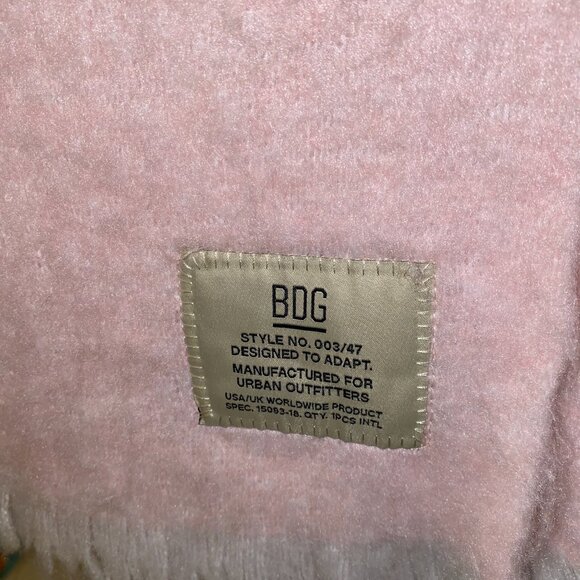 BDG
STYLE NO. 003/47
DESIGNED TO ADAPT.
MANUFACTURED FOR
URBAN OUTFITTERS
USA/UK WORLDWIDE PRODUCT
SPEC. 15093-18. QTY. 1PCS INTL